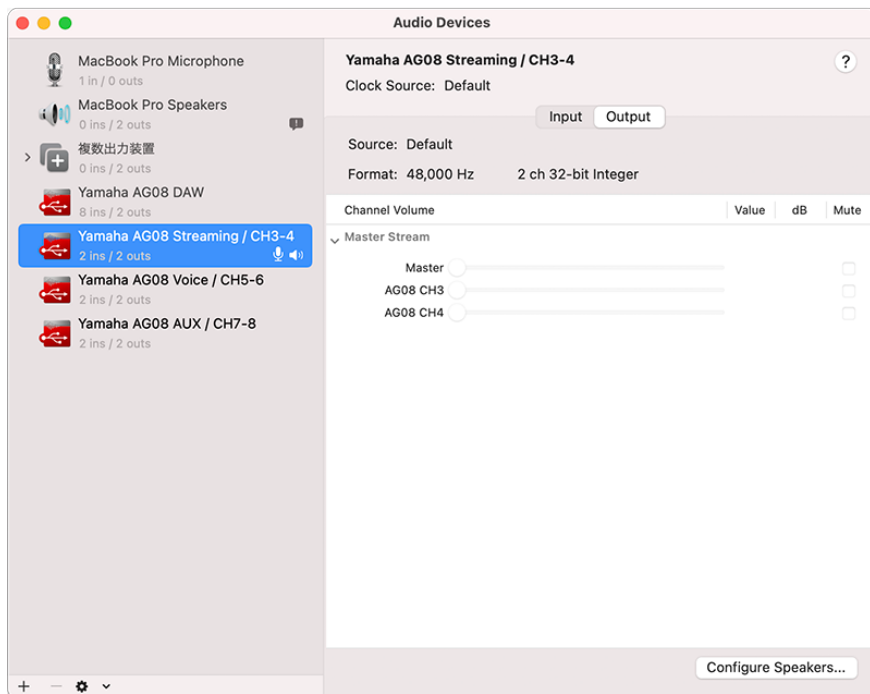 Audio Devices
MacBook Pro Microphone
1 in / 0 outs
MacBook Pro Speakers
0 ins / 2 outs
複数出力装置
0 ins / 2 outs
Yamaha AG08 DAW
8 ins / 2 outs
Yamaha AG08 Streaming / CH3-4
2 ins / 2 outs
Yamaha AG08 Voice / CH5-6
2 ins / 2 outs
Yamaha AG08 AUX / CH7-8
2 ins / 2 outs
Yamaha AG08 Streaming / CH3-4
?
Clock Source: Default
Input Output
Source: Default
Format: 48,000 Hz 2 ch 32-bit Integer
Channel Volume Value dB Mute
Master Stream
Master
AG08 CH3
AG08 CH4
Configure Speakers...